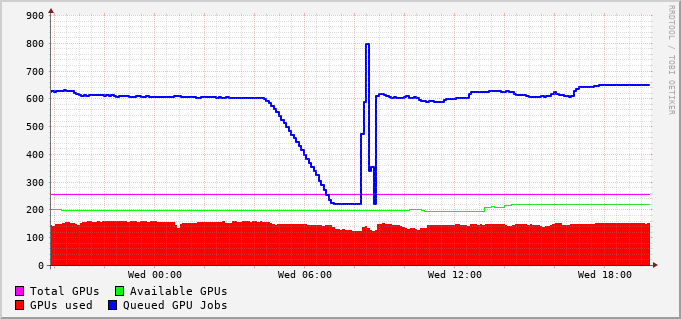 900
800
700
600
500
400
300
200
100
0
Wed 00:00 Wed 06:00 Wed 12:00 Wed 18:00
Total GPUs Available GPUs
GPUs used Queued GPU Jobs
RRDTOOL / TOBI OETIKER